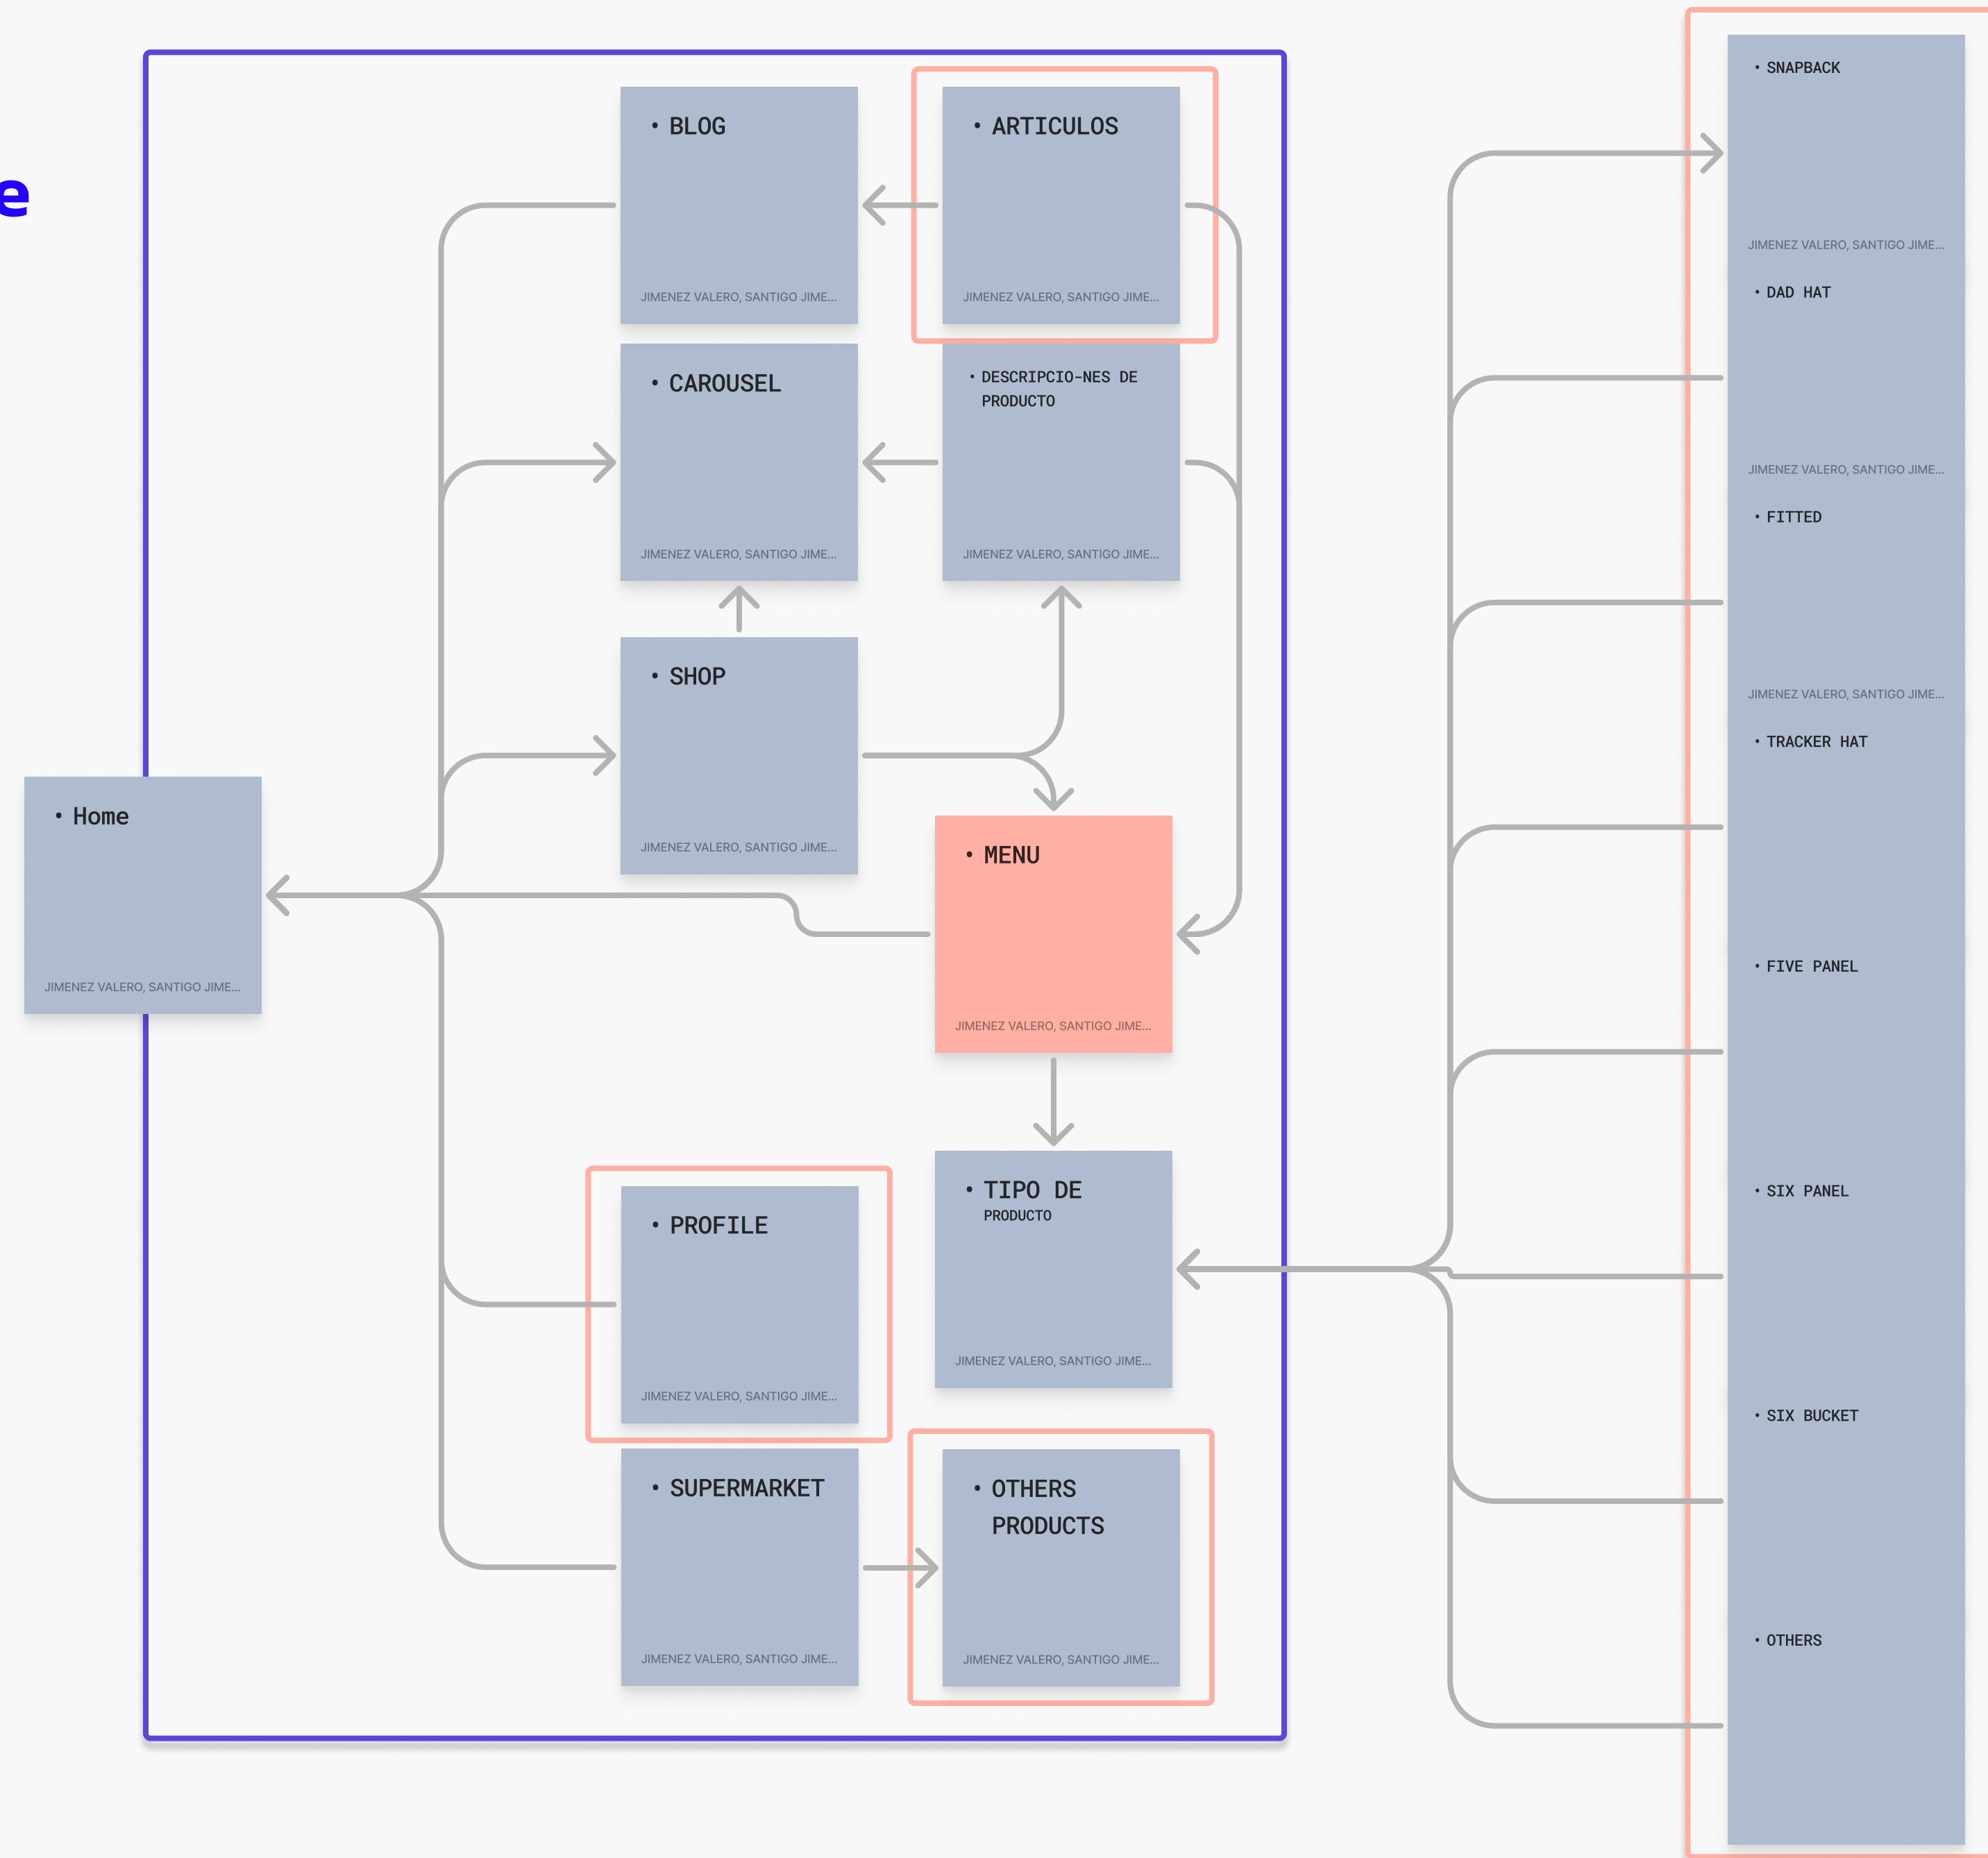 e
• Home
JIMENEZ VALERO, SANTIGO JIME...
• BLOG
JIMENEZ VALERO, SANTIGO JIME...
• ARTICULOS
JIMENEZ VALERO, SANTIGO JIME...
• CAROUSEL
JIMENEZ VALERO, SANTIGO JIME...
• DESCRIPCIO-NES DE
PRODUCTO
JIMENEZ VALERO, SANTIGO JIME...
• SHOP
JIMENEZ VALERO, SANTIGO JIME...
• MENU
JIMENEZ VALERO, SANTIGO JIME...
• TIPO DE
PRODUCTO
JIMENEZ VALERO, SANTIGO JIME...
• PROFILE
JIMENEZ VALERO, SANTIGO JIME...
• SUPERMARKET
JIMENEZ VALERO, SANTIGO JIME...
• OTHERS
PRODUCTS
JIMENEZ VALERO, SANTIGO JIME...
• SNAPBACK
JIMENEZ VALERO, SANTIGO JIME...
• DAD HAT
JIMENEZ VALERO, SANTIGO JIME...
• FITTED
JIMENEZ VALERO, SANTIGO JIME...
• TRACKER HAT
• FIVE PANEL
• SIX PANEL
• SIX BUCKET
• OTHERS